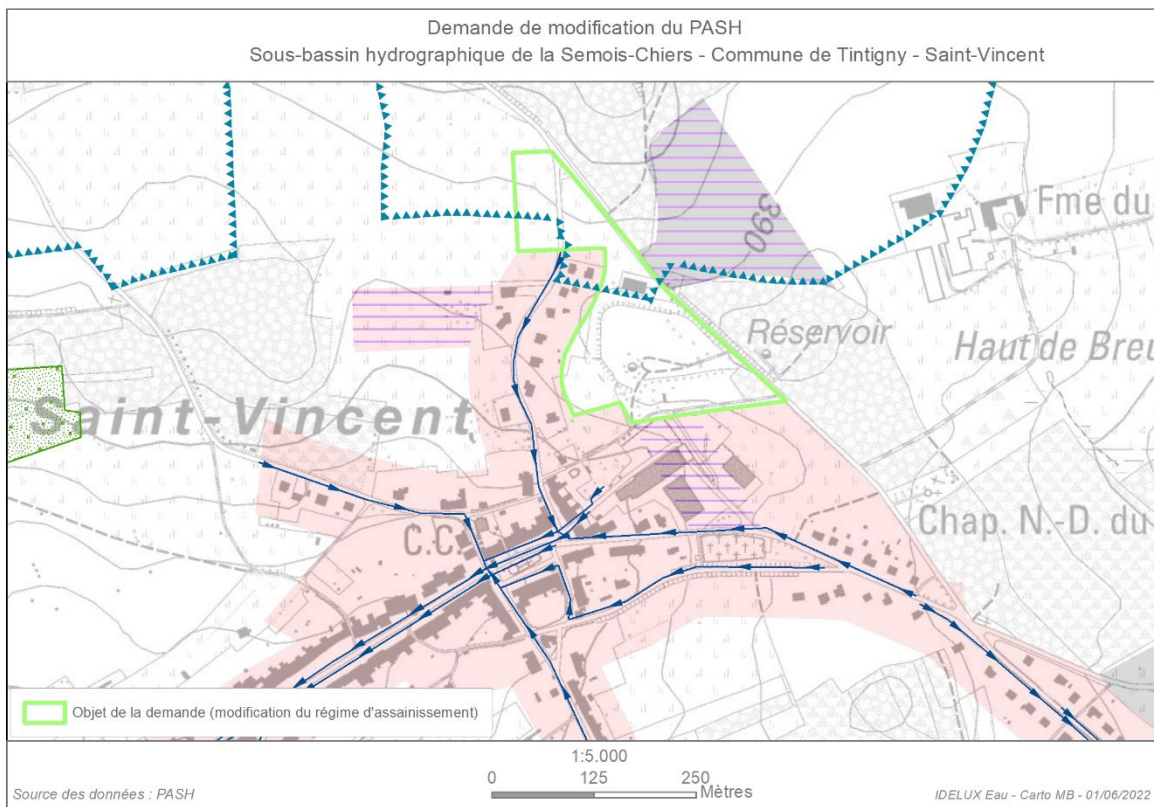 Demande de modification du PASH
Sous-bassin hydrographique de la Semois-Chiers - Commune de Tintigny - Saint-Vincent
390
Fme du
Réservoir
Haut de Breu
Saint-Vincent
C.C.
Chap. N.-D. du
Objet de la demande (modification du régime d'assainissement)
1:5.000
0 125 250
Mètres
Source des données : PASH
IDELUX Eau - Carto MB - 01/06/2022